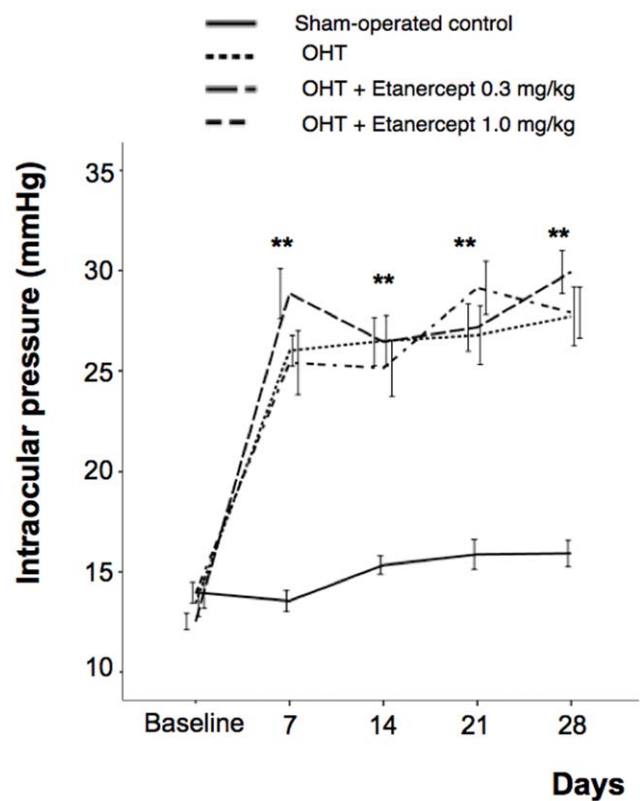 Sham-operated control
OHT
OHT + Etanercept 0.3 mg/kg
OHT + Etanercept 1.0 mg/kg
Intraocular pressure (mmHg)
35
30
25
20
15
10
**
**
**
**
Baseline 7 14 21 28
Days